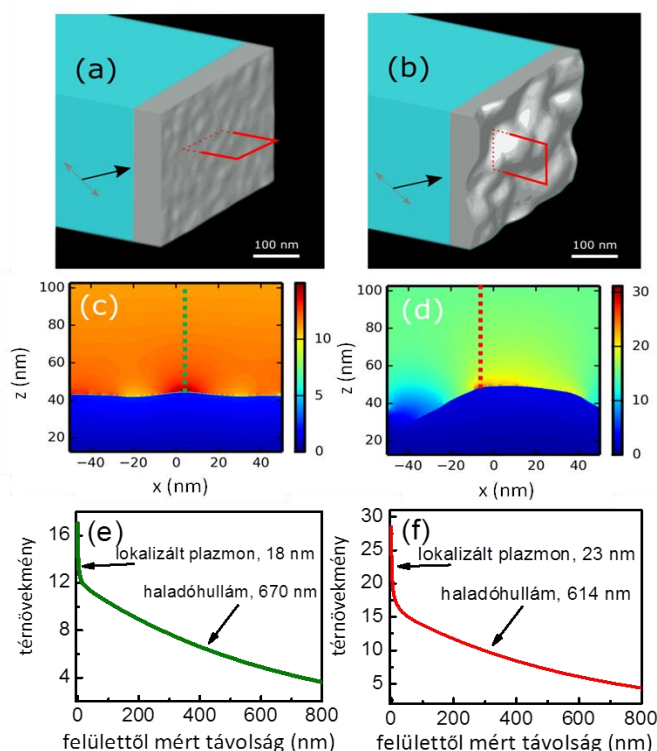 (a)
100 nm
(b)
100 nm
(c)
100
80
60
40
20
z (nm)
-40
-20
0
20
40
x (nm)
10
5
0
(d)
100
80
60
40
20
z (nm)
-40
-20
0
20
40
x (nm)
30
20
10
0
(e)
16
12
8
4
térnövekmény
lokalizált plazmon, 18 nm
haladóhullám, 670 nm
0 200 400 600 800
felülettől mért távolság (nm)
(f)
30
25
20
15
10
5
térnövekmény
lokalizált plazmon, 23 nm
haladóhullám, 614 nm
0 200 400 600 800
felülettől mért távolság (nm)